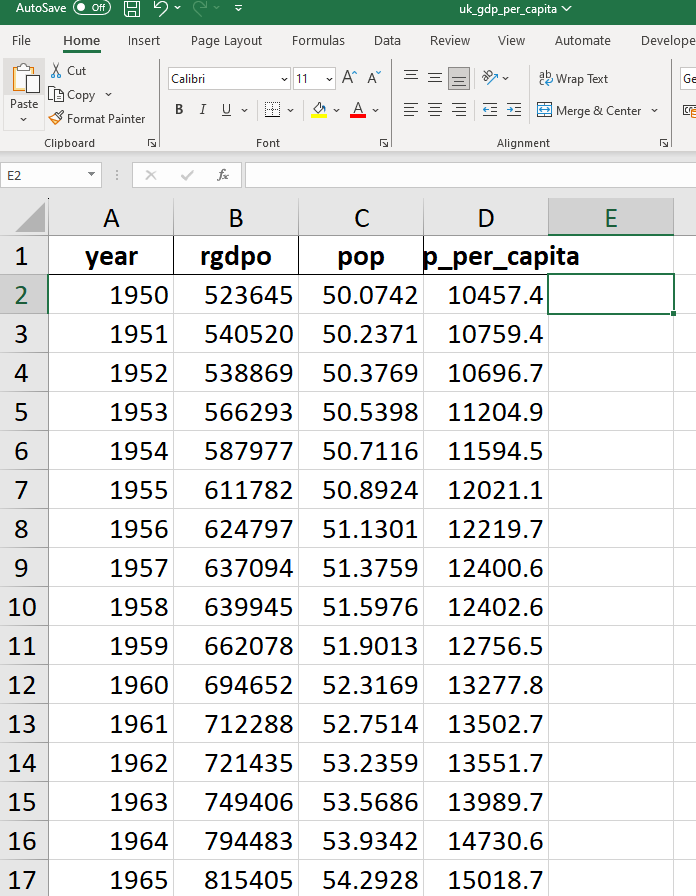 AutoSave Off uk_gdp_per_capita
File Home Insert Page Layout Formulas Data Review View Automate Develope
Paste Cut Copy Format Painter Clipboard
Calibri 11 A A B I U A Font
ab Wrap Text Merge & Center Alignment
Ge
E2 fx
A B C D E
1 year rgdpo pop p_per_capita
2 1950 523645 50.0742 10457.4
3 1951 540520 50.2371 10759.4
4 1952 538869 50.3769 10696.7
5 1953 566293 50.5398 11204.9
6 1954 587977 50.7116 11594.5
7 1955 611782 50.8924 12021.1
8 1956 624797 51.1301 12219.7
9 1957 637094 51.3759 12400.6
10 1958 639945 51.5976 12402.6
11 1959 662078 51.9013 12756.5
12 1960 694652 52.3169 13277.8
13 1961 712288 52.7514 13502.7
14 1962 721435 53.2359 13551.7
15 1963 749406 53.5686 13989.7
16 1964 794483 53.9342 14730.6
17 1965 815405 54.2928 15018.7